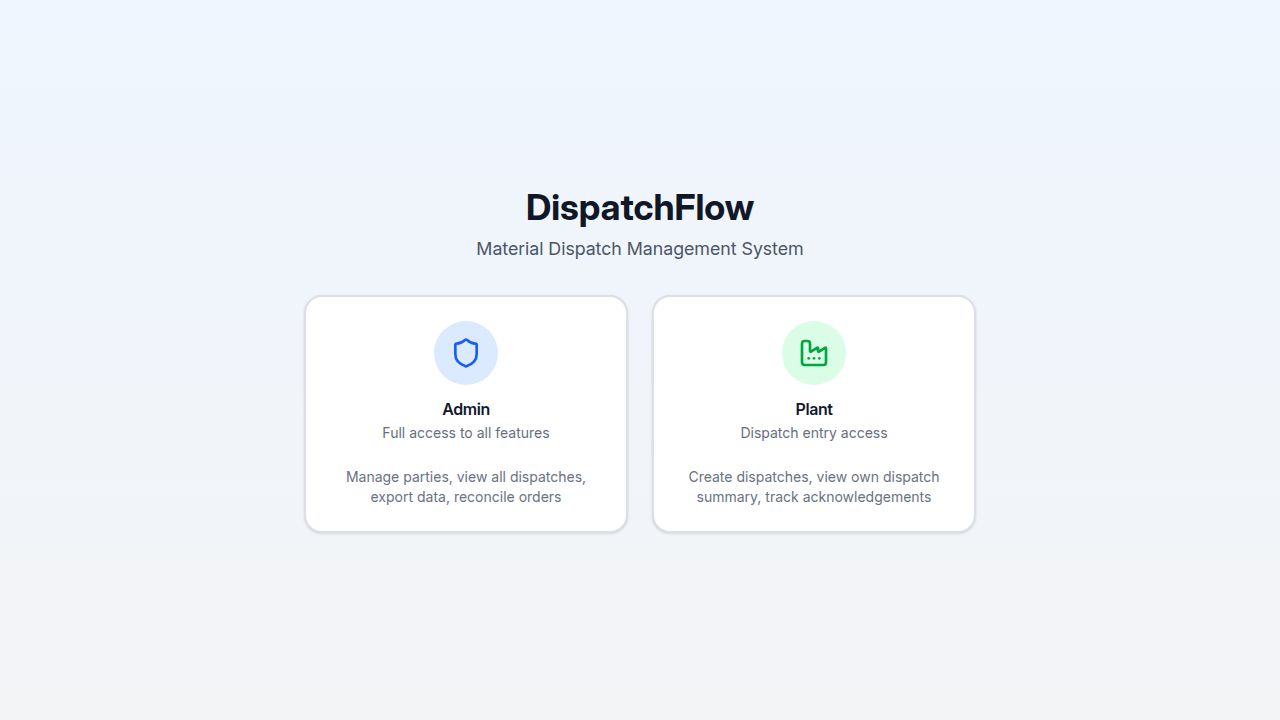 DispatchFlow
Material Dispatch Management System
Admin
Full access to all features
Manage parties, view all dispatches,
export data, reconcile orders
Plant
Dispatch entry access
Create dispatches, view own dispatch
summary, track acknowledgements